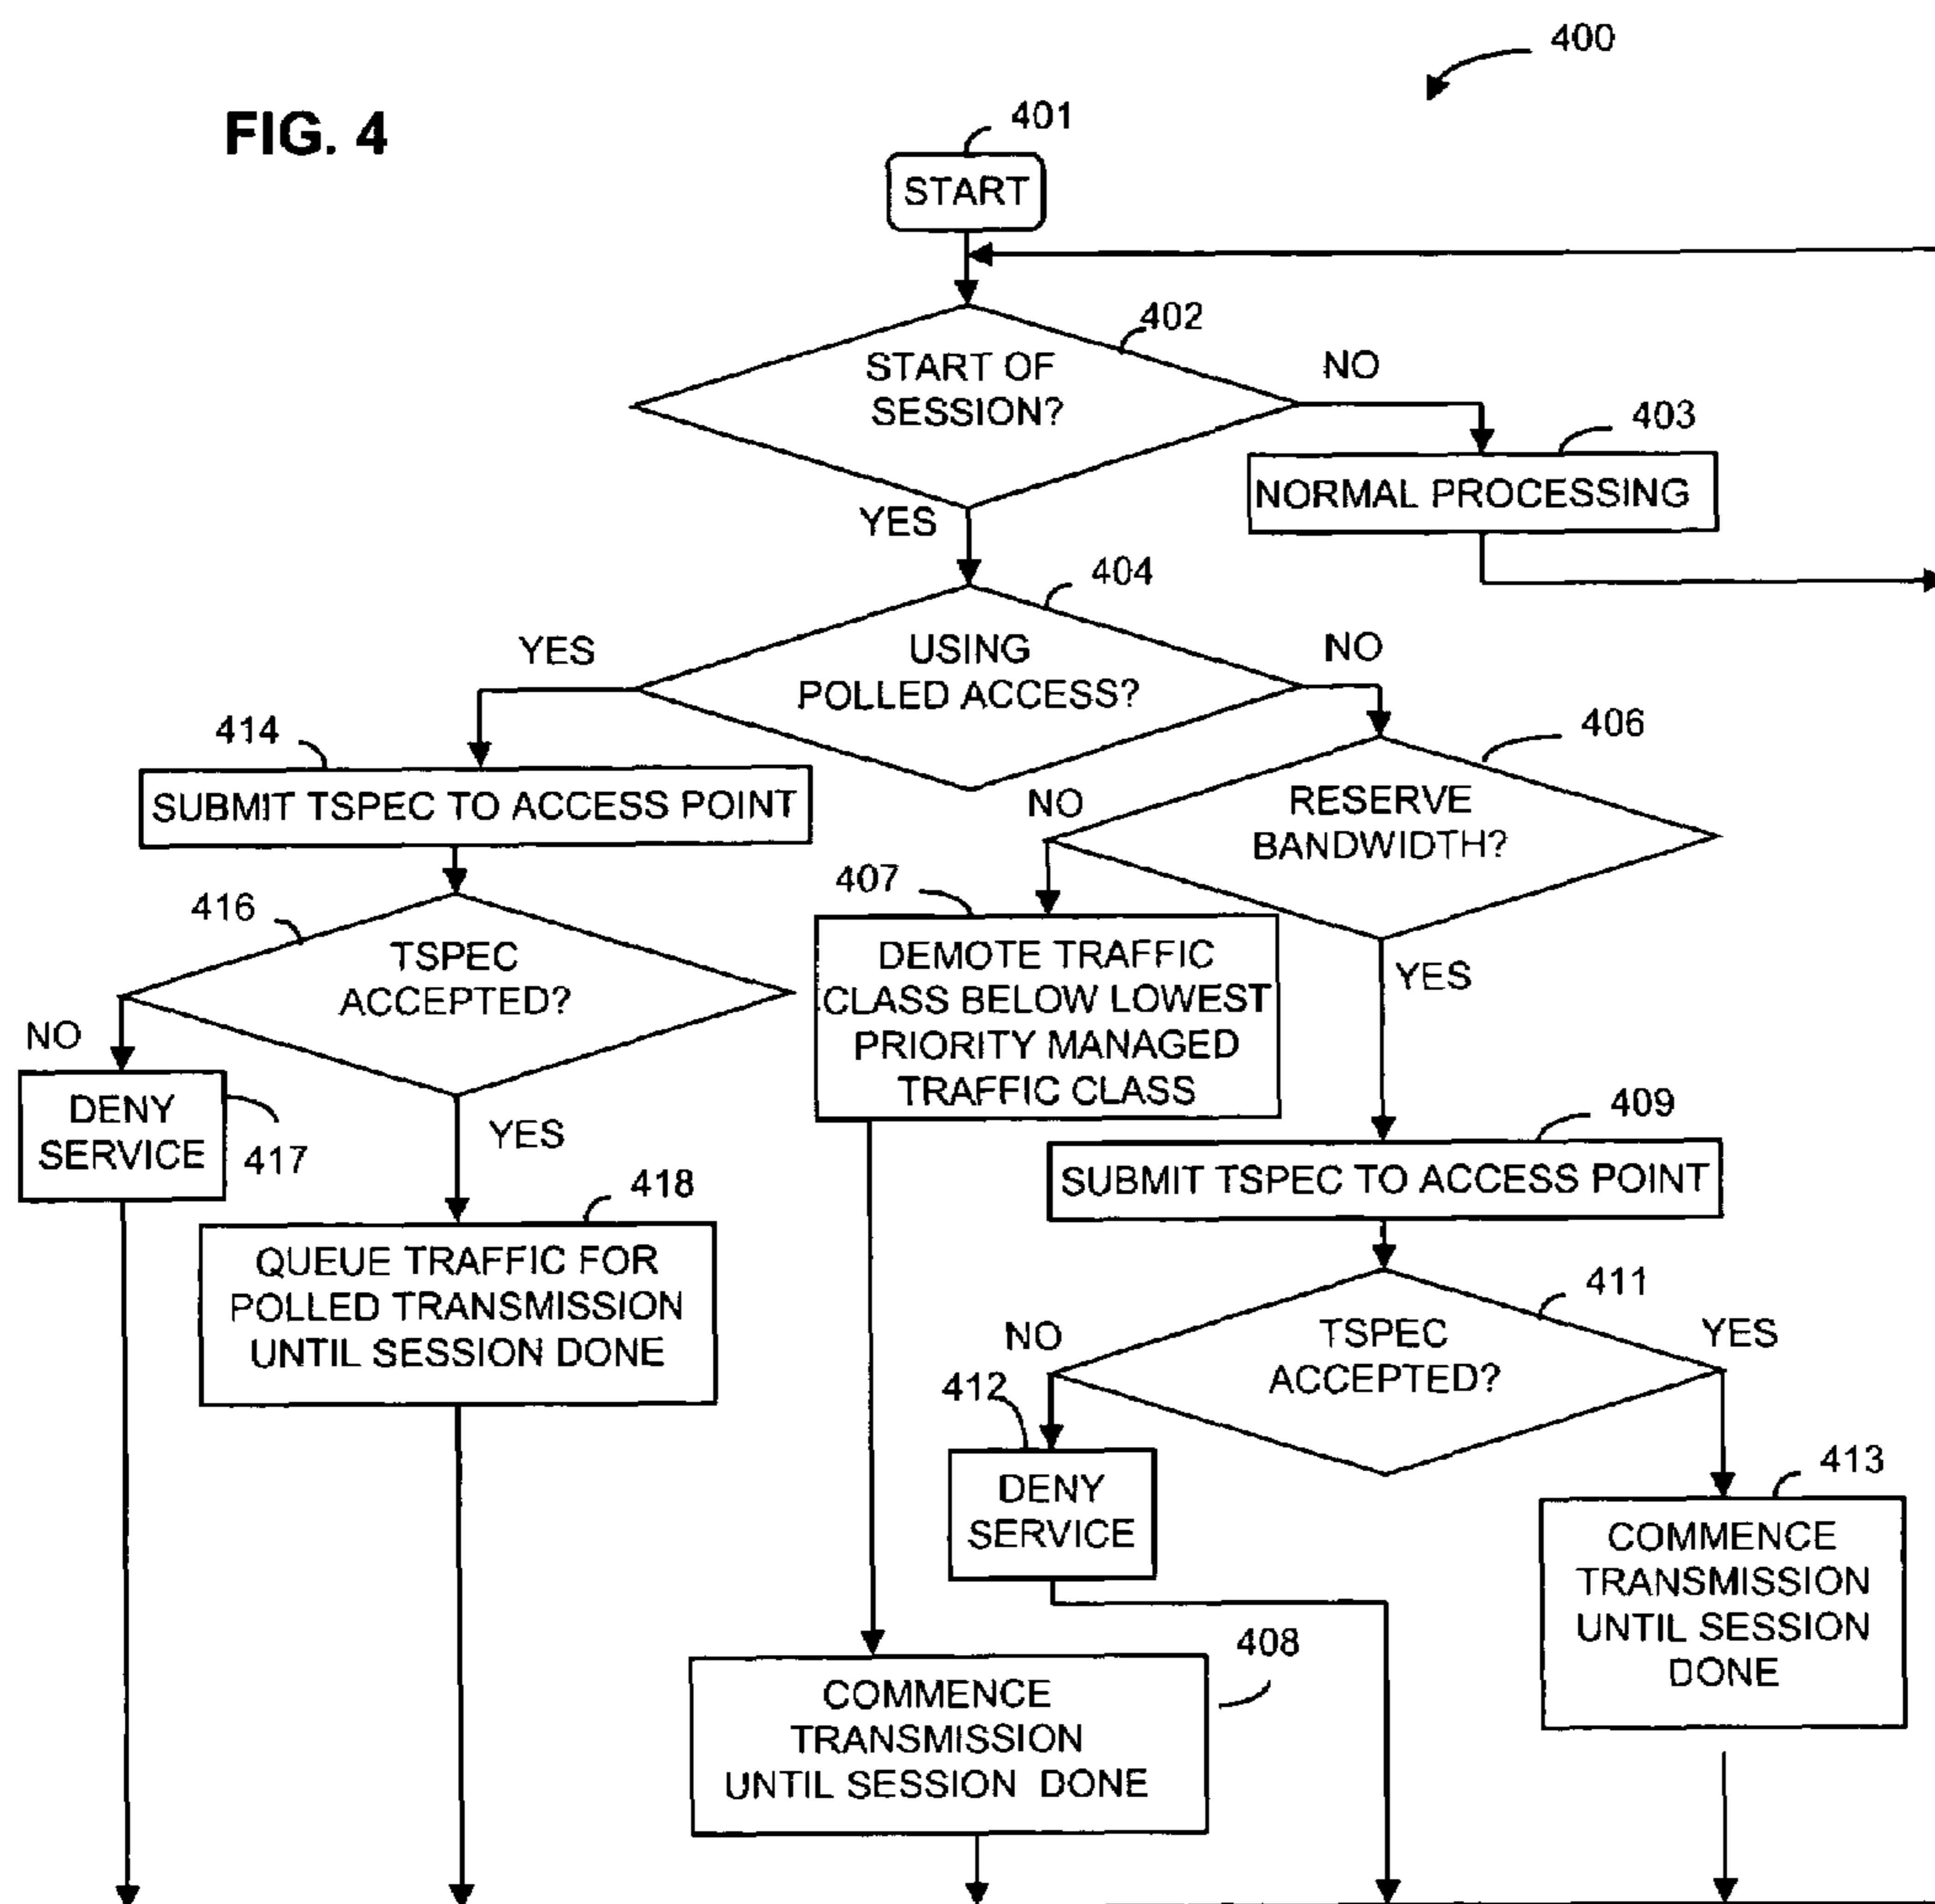 400
FIG. 4
401
START
402
START OF
SESSION?
NO
403
NORMAL PROCESSING
YES
404
YES
USING
POLLED ACCESS?
NO
414
SUBMIT TSPEC TO ACCESS POINT
406
NO
RESERVE
BANDWIDTH?
407
416
TSPEC
ACCEPTED?
DEMOTE TRAFFIC
CLASS BELOW LOWEST
PRIORITY MANAGED
TRAFFIC CLASS
YES
NO
DENY
SERVICE
417
YES
409
SUBMIT TSPEC TO ACCESS POINT
418
QUEUE TRAFFIC FOR
POLLED TRANSMISSION
UNTIL SESSION DONE
411
NO
TSPEC
ACCEPTED?
YES
412
DENY
SERVICE
413
COMMENCE
TRANSMISSION
UNTIL SESSION
DONE
408
COMMENCE
TRANSMISSION
UNTIL SESSION DONE